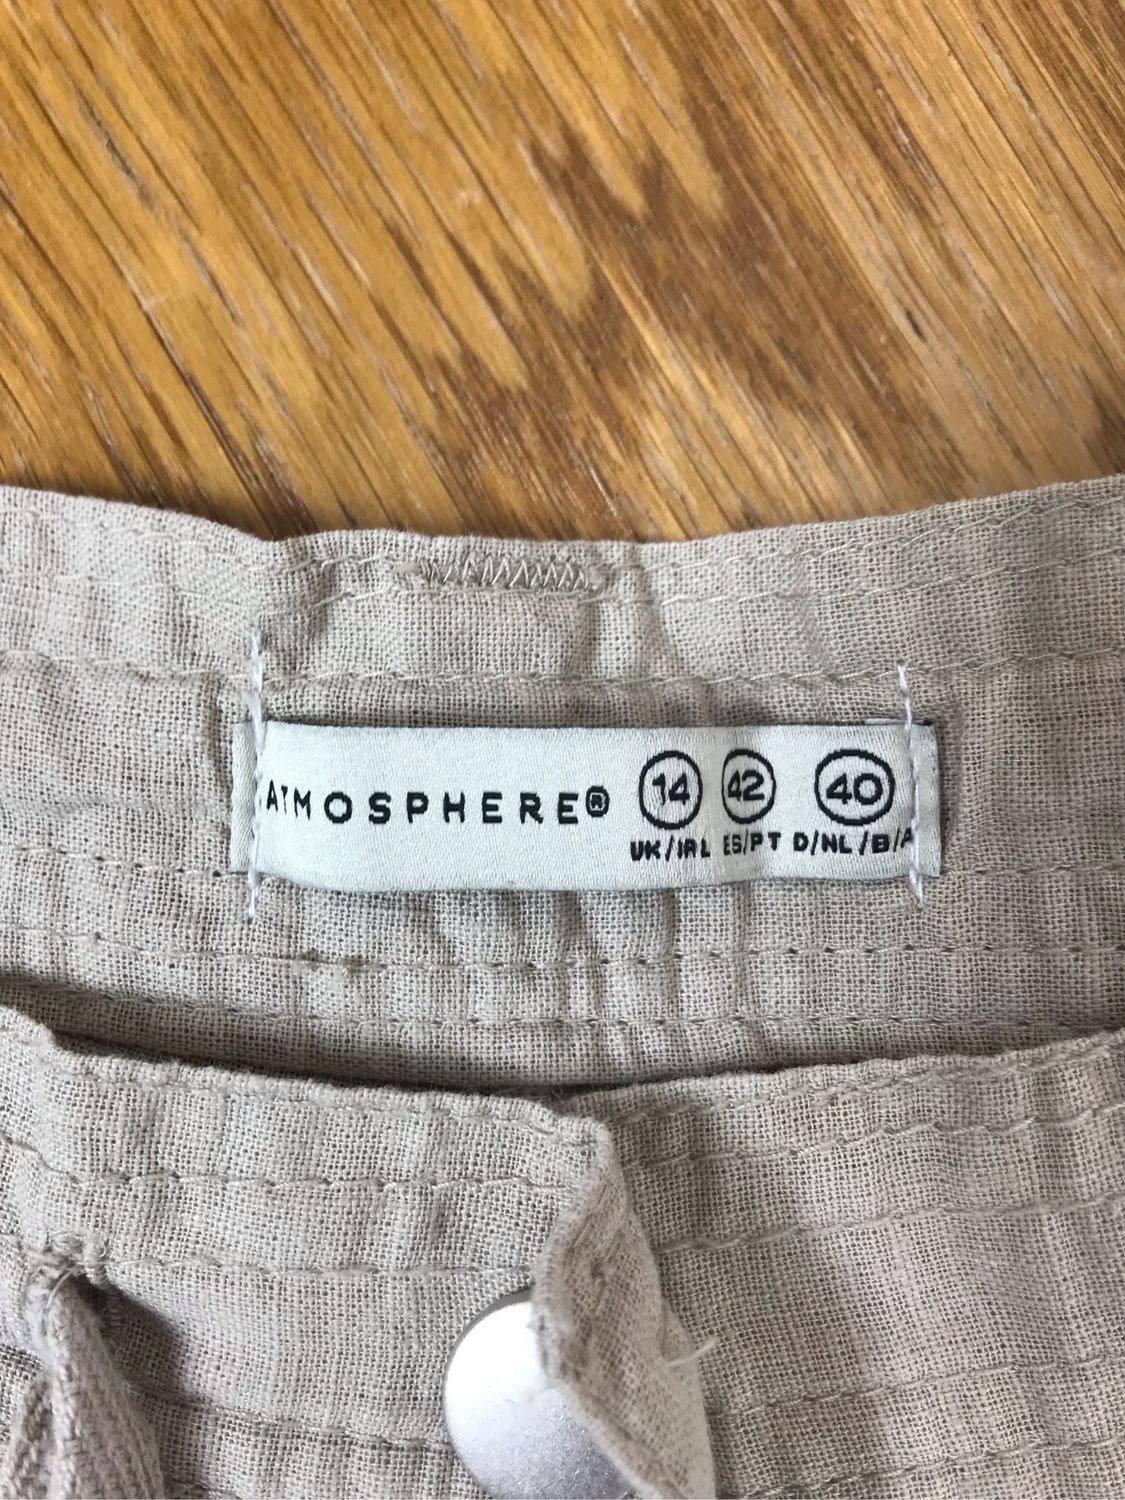 ATMOSPHERE® 14 42 40
UK/IRL ES/PT D/NL/B/A